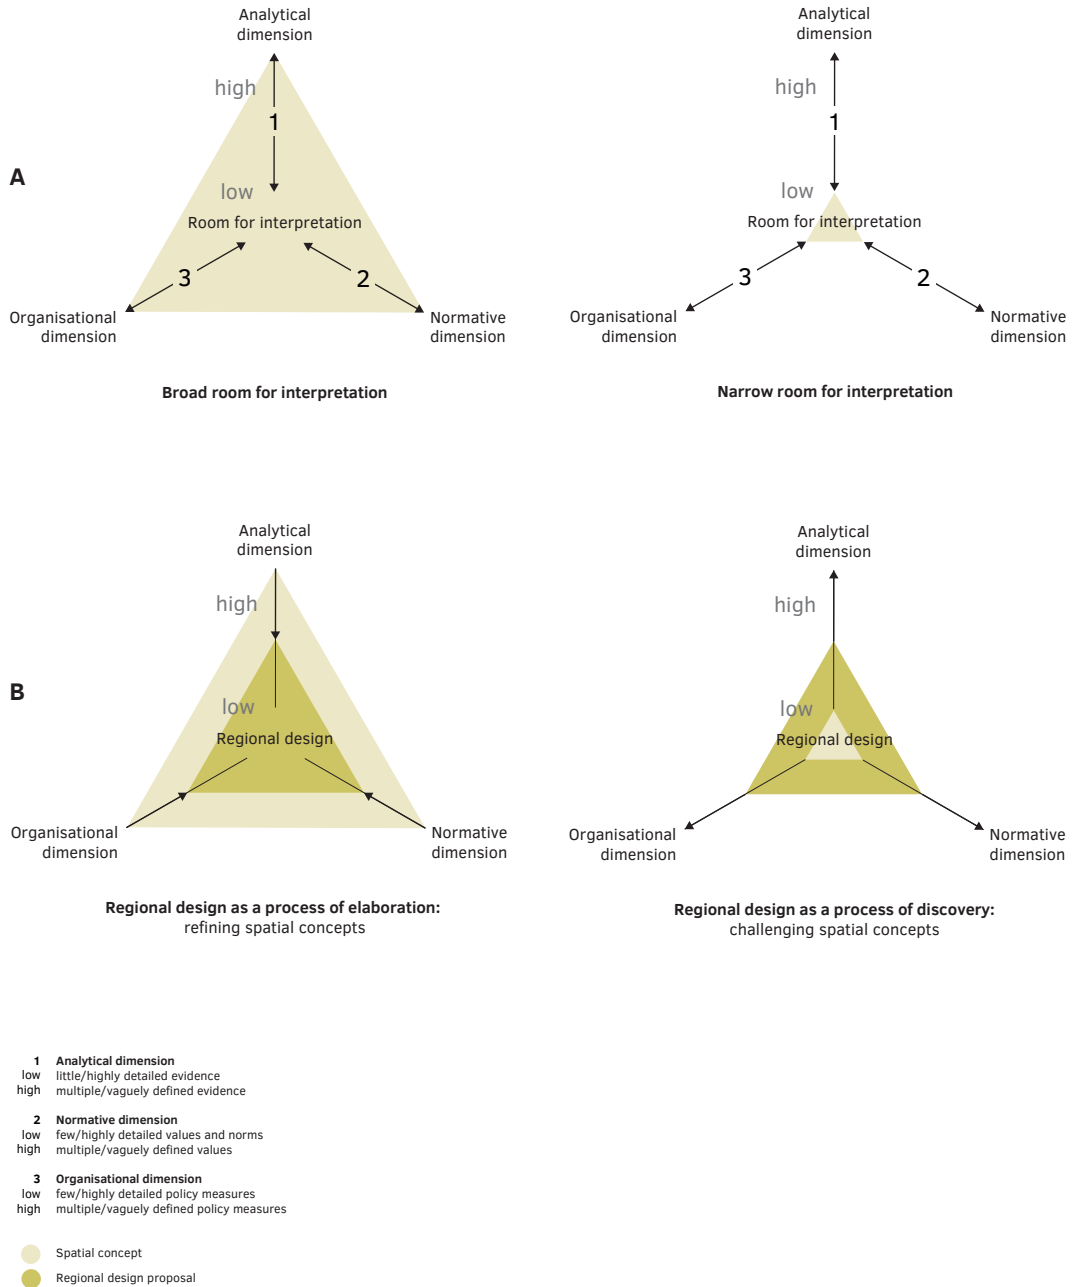 Analytical
dimension
high
1
A
low
Room for interpretation
3
2
Organisational
dimension
Normative
dimension
Broad room for interpretation
Analytical
dimension
high
1
low
Room for interpretation
3
2
Organisational
dimension
Normative
dimension
Narrow room for interpretation
Analytical
dimension
high
B
low
Regional design
Organisational
dimension
Normative
dimension
Regional design as a process of elaboration:
refining spatial concepts
Analytical
dimension
high
low
Regional design
Organisational
dimension
Normative
dimension
Regional design as a process of discovery:
challenging spatial concepts
1 Analytical dimension
low little/highly detailed evidence
high multiple/vaguely defined evidence
2 Normative dimension
low few/highly detailed values and norms
high multiple/vaguely defined values
3 Organisational dimension
low few/highly detailed policy measures
high multiple/vaguely defined policy measures
Spatial concept
Regional design proposal